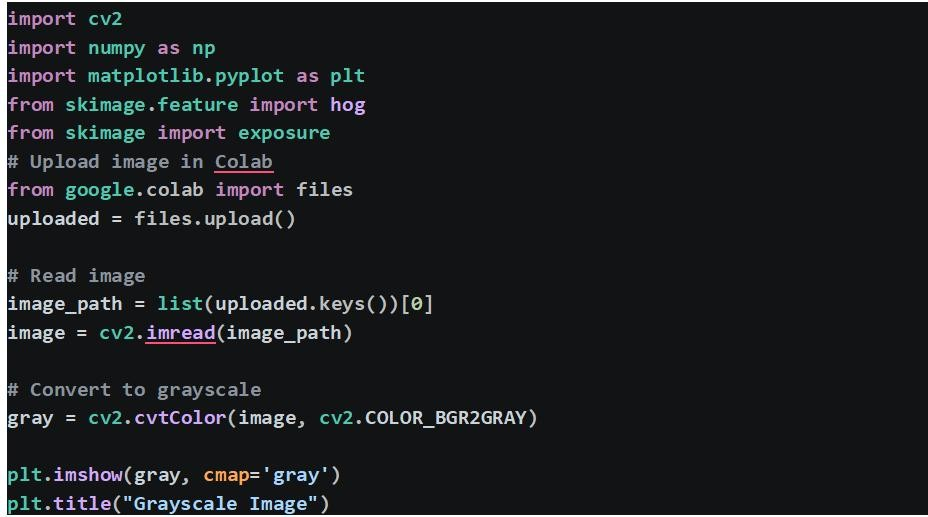 import cv2
import numpy as np
import matplotlib.pyplot as plt
from skimage.feature import hog
from skimage import exposure
# Upload image in Colab
from google.colab import files
uploaded = files.upload()
# Read image
image_path = list(uploaded.keys())[0]
image = cv2.imread(image_path)
# Convert to grayscale
gray = cv2.cvtColor(image, cv2.COLOR_BGR2GRAY)
plt.imshow(gray, cmap='gray')
plt.title("Grayscale Image")